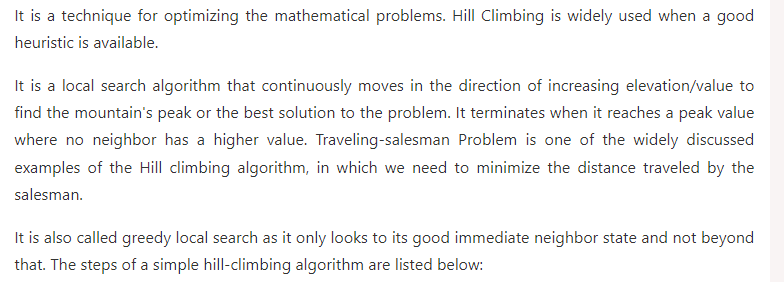 It is a technique for optimizing the mathematical problems. Hill Climbing is widely used when a good
heuristic is available.
It is a local search algorithm that continuously moves in the direction of increasing elevation/value to
find the mountain's peak or the best solution to the problem. It terminates when it reaches a peak value
where no neighbor has a higher value. Traveling-salesman Problem is one of the widely discussed
examples of the Hill climbing algorithm, in which we need to minimize the distance traveled by the
salesman.
It is also called greedy local search as it only looks to its good immediate neighbor state and not beyond
that. The steps of a simple hill-climbing algorithm are listed below: